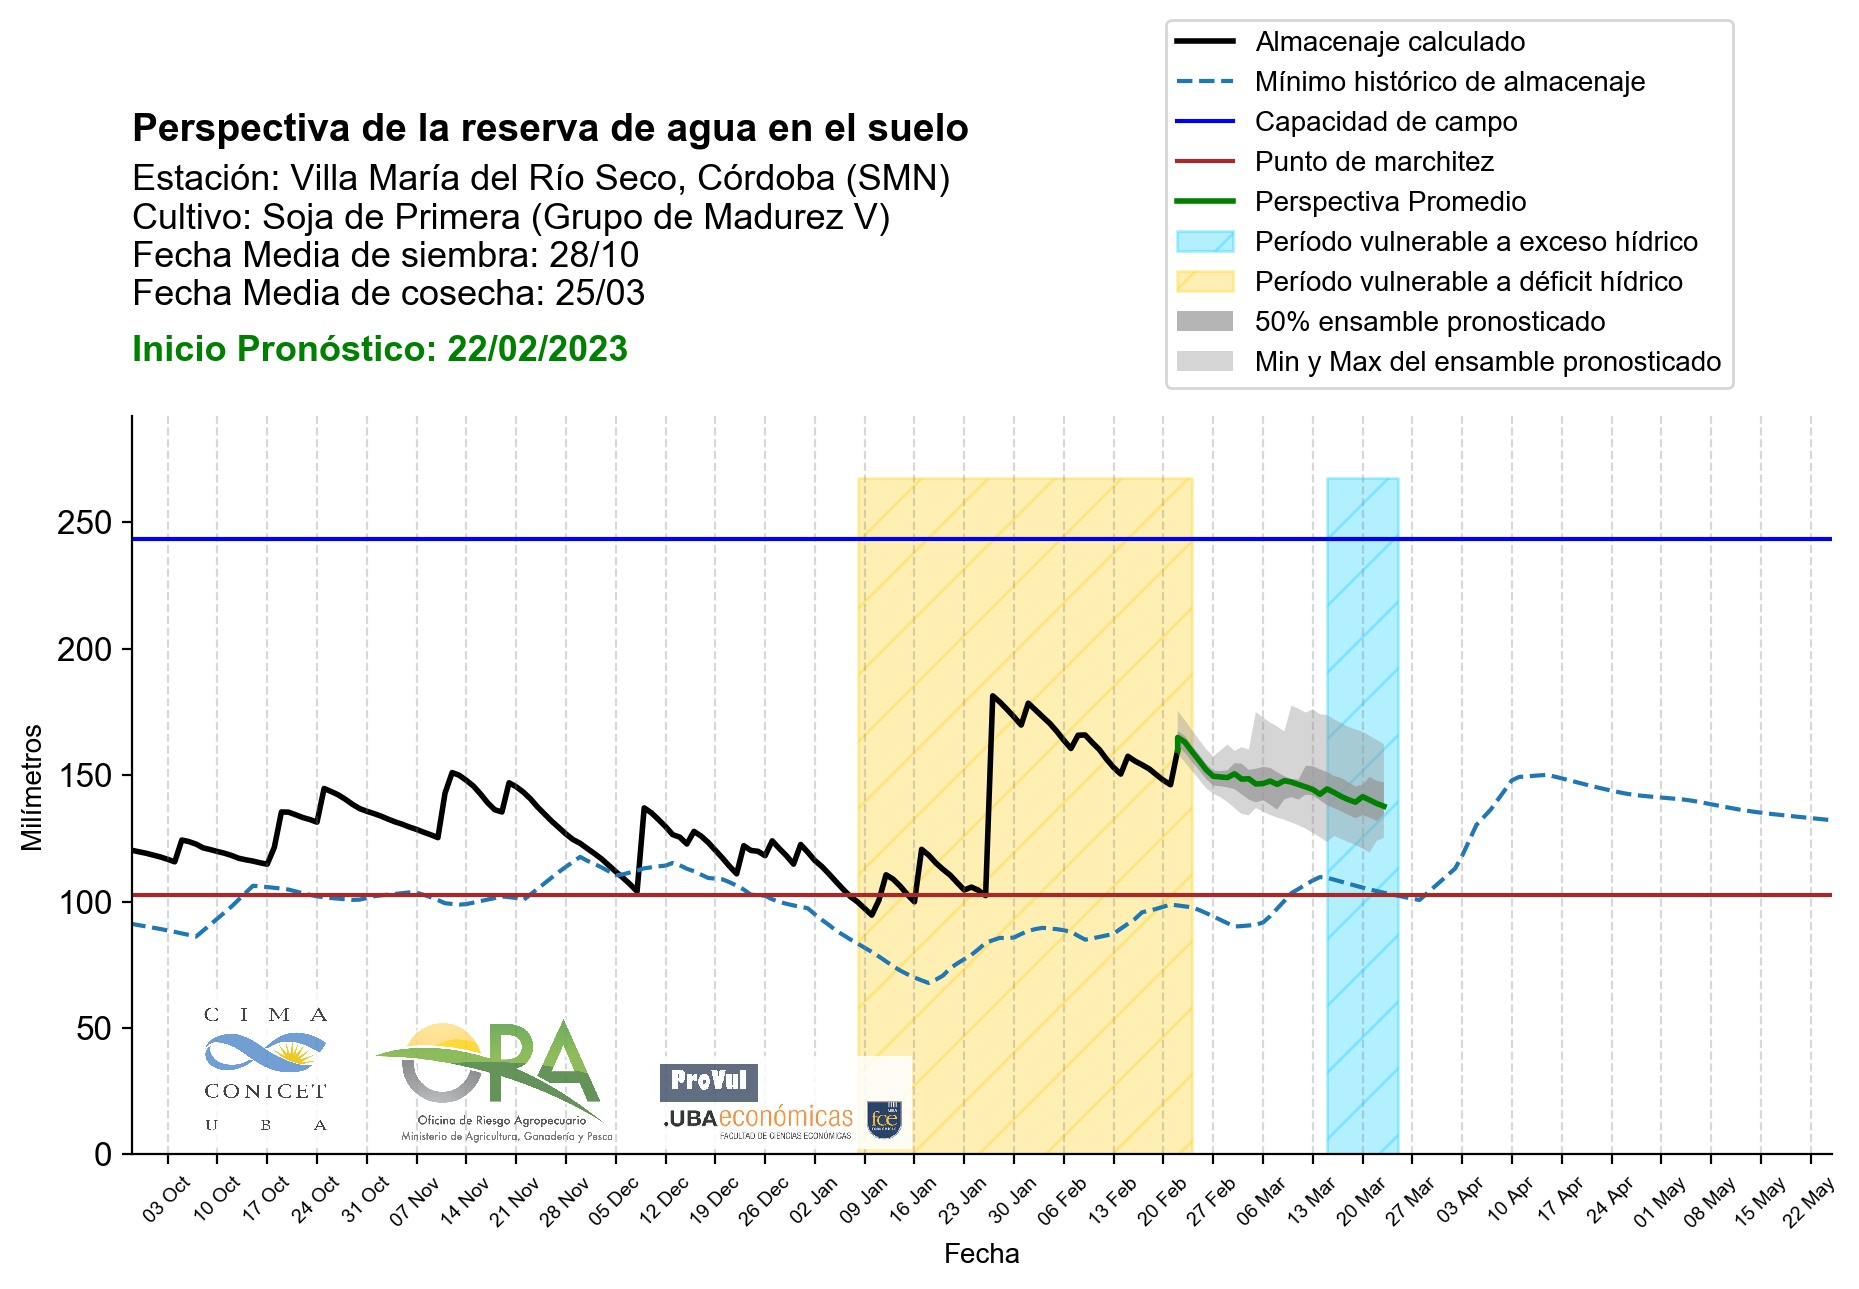 Almacenaje calculado
Mínimo histórico de almacenaje
Capacidad de campo
Punto de marchitez
Perspectiva Promedio
Período vulnerable a exceso hídrico
Período vulnerable a déficit hídrico
50% ensamble pronosticado
Min y Max del ensamble pronosticado
Perspectiva de la reserva de agua en el suelo
Estación: Villa María del Río Seco, Córdoba (SMN)
Cultivo: Soja de Primera (Grupo de Madurez V)
Fecha Media de siembra: 28/10
Fecha Media de cosecha: 25/03
Inicio Pronóstico: 22/02/2023
Milímetros
250
200
150
100
50
0
CIMA
CONICET
UBA
ORA
Oficina de Riesgo Agropecuario
Ministerio de Agricultura, Ganadería y Pesca
ProVul
.UBAeconómicas
FACULTAD DE CIENCIAS ECONÓMICAS
fce
03 Oct
10 Oct
17 Oct
24 Oct
31 Oct
07 Nov
14 Nov
21 Nov
28 Nov
05 Dec
12 Dec
19 Dec
26 Dec
02 Jan
09 Jan
16 Jan
23 Jan
30 Jan
06 Feb
13 Feb
20 Feb
27 Feb
06 Mar
13 Mar
20 Mar
27 Mar
03 Apr
10 Apr
17 Apr
24 Apr
01 May
08 May
15 May
22 May
Fecha